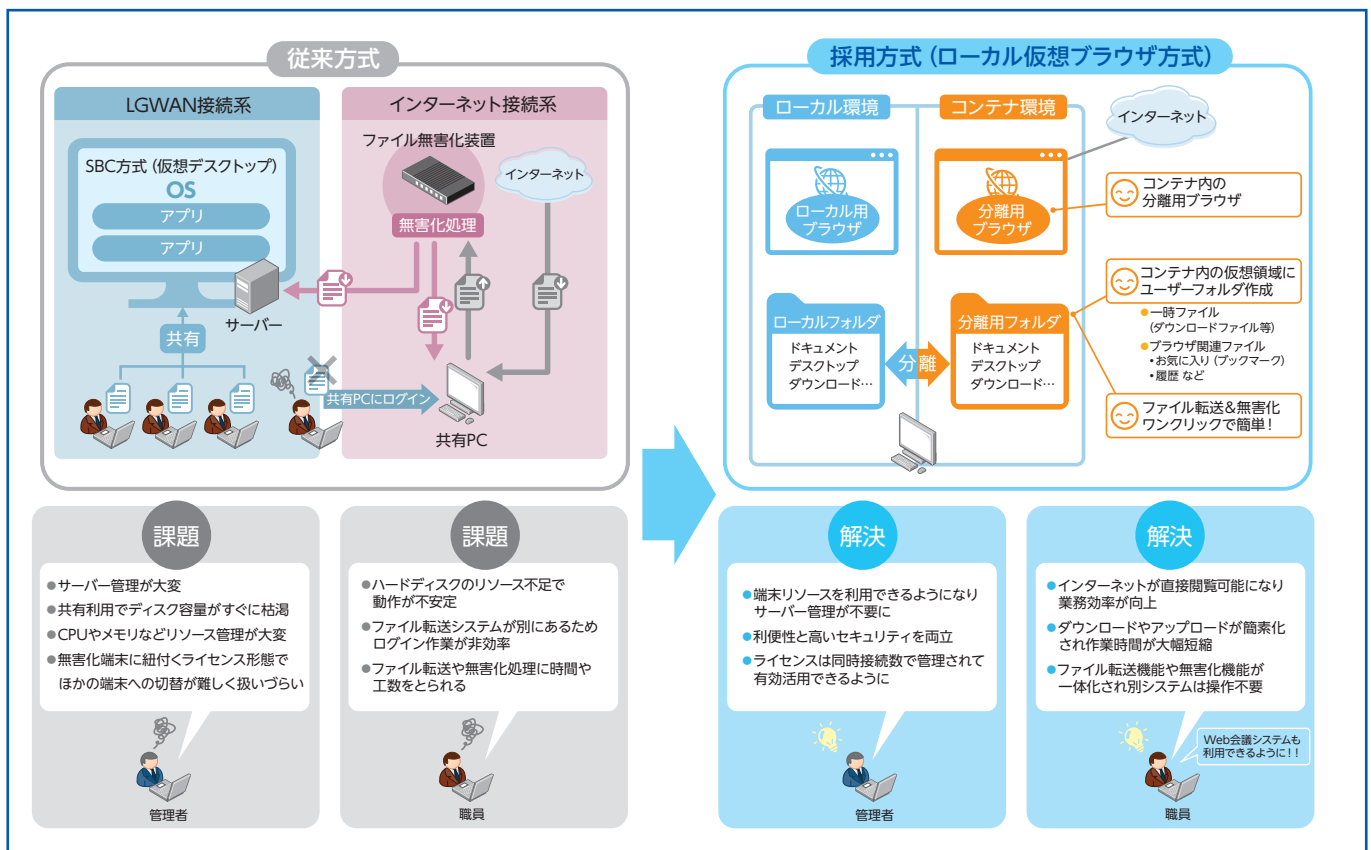 従来方式
LGWAN接続系
インターネット接続系
SBC方式(仮想デスクトップ)
OS
アプリ
アプリ
サーバー
共有
ファイル無害化装置
無害化処理
インターネット
共有PCにログイン
共有PC
課題
●サーバー管理が大変
●共有利用でディスク容量がすぐに枯渇
●CPUやメモリなどリソース管理が大変
●無害化端末に紐付くライセンス形態で
ほかの端末への切替が難しく扱いづらい
管理者
課題
●ハードディスクのリソース不足で
動作が不安定
●ファイル転送システムが別にあるため
ログイン作業が非効率
●ファイル転送や無害化処理に時間や
工数をとられる
職員
採用方式(ローカル仮想ブラウザ方式)
ローカル環境
コンテナ環境
インターネット
ローカル用
ブラウザ
分離用
ブラウザ
コンテナ内の
分離用ブラウザ
ローカルフォルダ
ドキュメント
デスクトップ
ダウンロード…
分離
分離用フォルダ
ドキュメント
デスクトップ
ダウンロード…
コンテナ内の仮想領域に
ユーザーフォルダ作成
●一時ファイル
(ダウンロードファイル等)
●ブラウザ関連ファイル
•お気に入り(ブックマーク)
•履歴 など
ファイル転送&無害化
ワンクリックで簡単!
解決
●端末リソースを利用できるようになり
サーバー管理が不要に
●利便性と高いセキュリティを両立
●ライセンスは同時接続数で管理されて
有効活用できるように
管理者
解決
●インターネットが直接閲覧可能になり
業務効率が向上
●ダウンロードやアップロードが簡素化
され作業時間が大幅短縮
●ファイル転送機能や無害化機能が
一体化され別システムは操作不要
Web会議システムも
利用できるように!!
職員